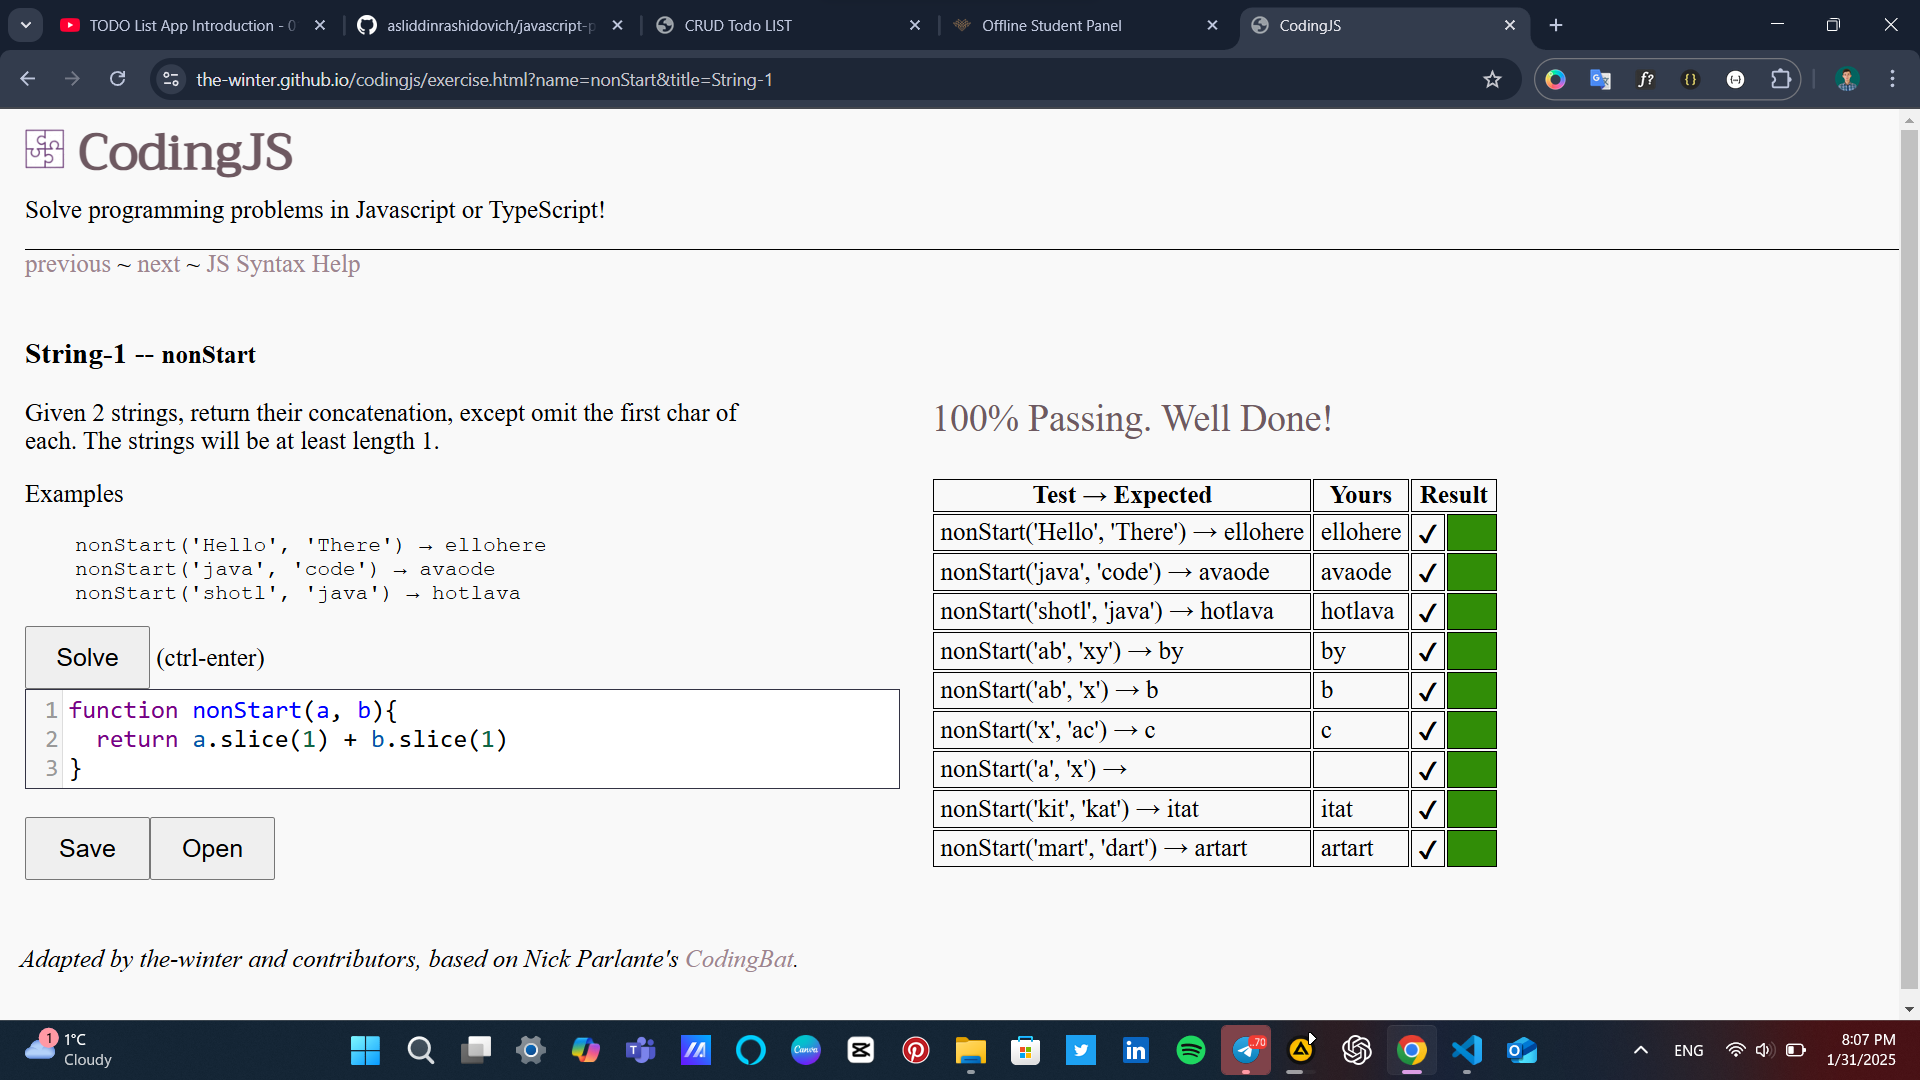 TODO List App Introduction - 0
asliddinrashidovich/javascript-p
CRUD Todo LIST
Offline Student Panel
CodingJS
the-winter.github.io/codingjs/exercise.html?name=nonStart&title=String-1
CodingJS
Solve programming problems in Javascript or TypeScript!
previous ~ next ~ JS Syntax Help
String-1 -- nonStart
Given 2 strings, return their concatenation, except omit the first char of
each. The strings will be at least length 1.
Examples
nonStart('Hello', 'There') → ellohere
nonStart('java', 'code') → avaode
nonStart('shotl', 'java') → hotlava
Solve (ctrl-enter)
1 function nonStart(a, b){
2 return a.slice(1) + b.slice(1)
3 }
Save Open
100% Passing. Well Done!
Test → Expected Yours Result
nonStart('Hello', 'There') → ellohere ellohere ✔
nonStart('java', 'code') → avaode avaode ✔
nonStart('shotl', 'java') → hotlava hotlava ✔
nonStart('ab', 'xy') → by by ✔
nonStart('ab', 'x') → b b ✔
nonStart('x', 'ac') → c c ✔
nonStart('a', 'x') → ✔
nonStart('kit', 'kat') → itat itat ✔
nonStart('mart', 'dart') → artart artart ✔
Adapted by the-winter and contributors, based on Nick Parlante's CodingBat.
1
1°C
Cloudy
Canva
..70
ENG
8:07 PM
1/31/2025